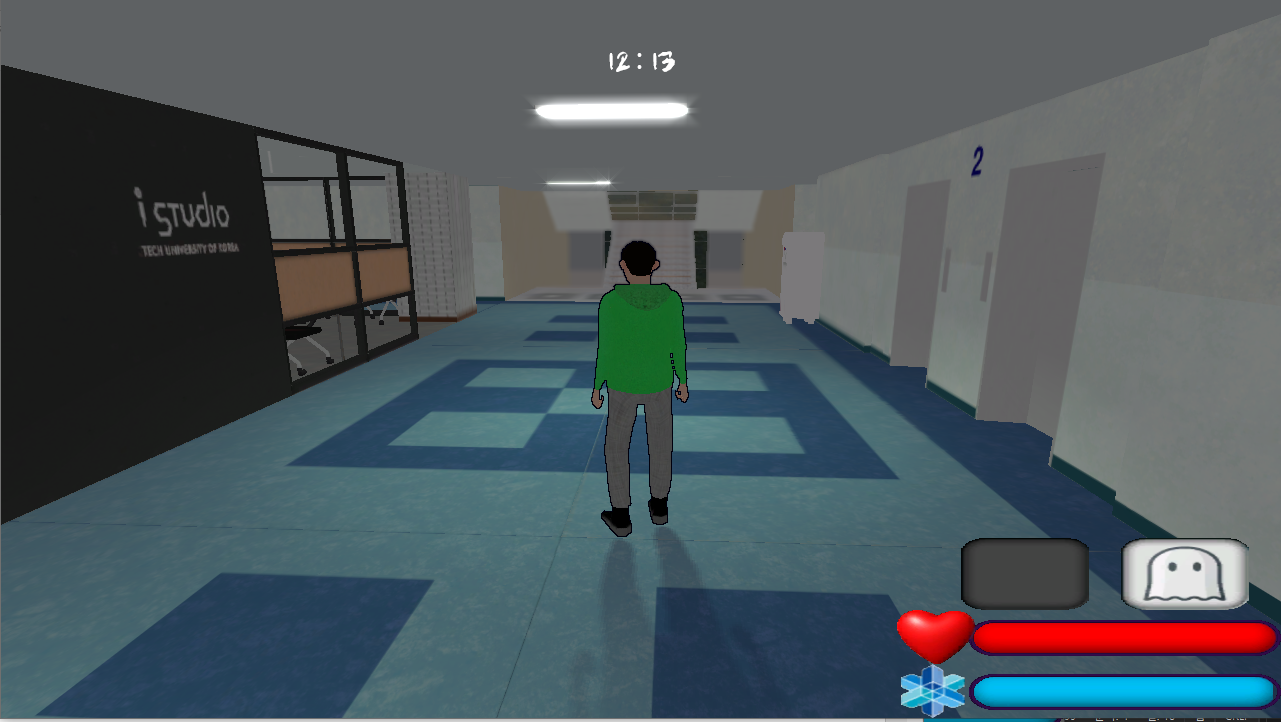 12:13
2
i STUDIO
TECH UNIVERSITY OF KOREA